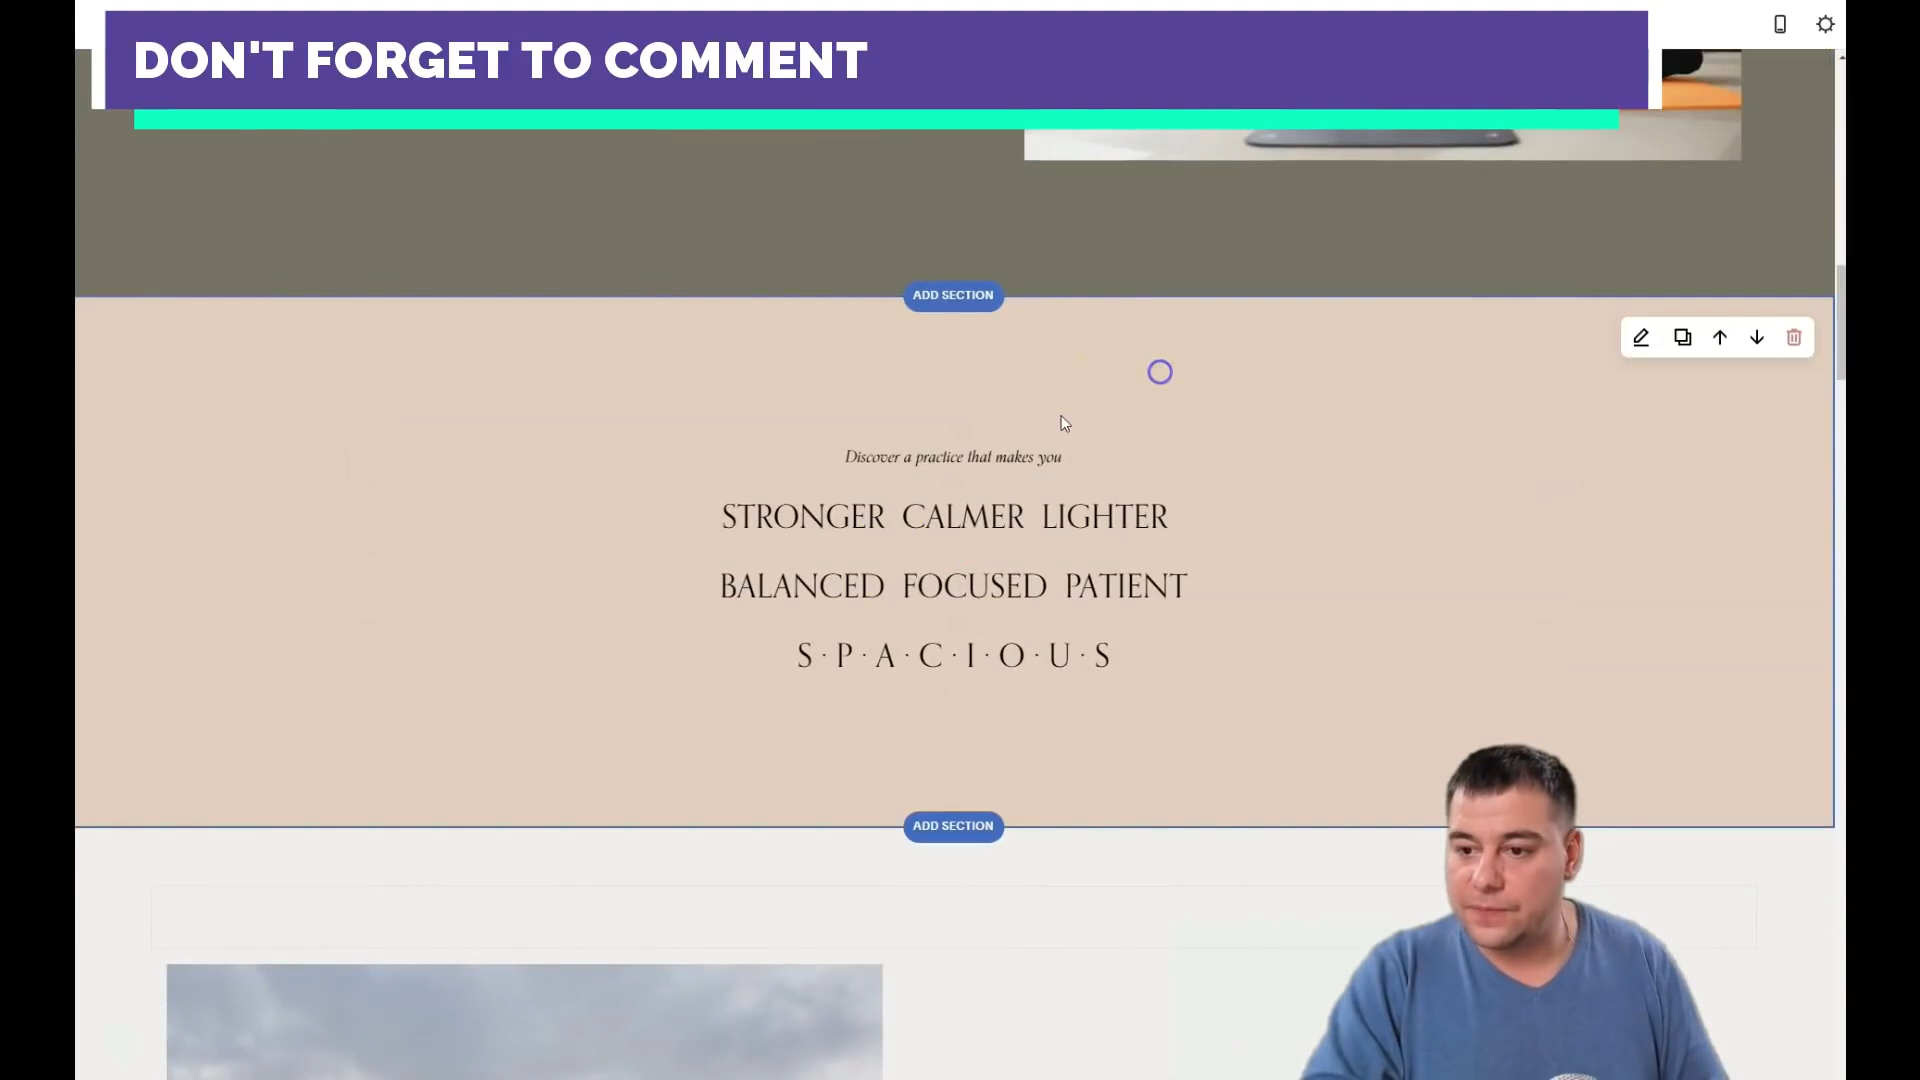 DON'T FORGET TO COMMENT
ADD SECTION
Discover a practice that makes you
STRONGER CALMER LIGHTER
BALANCED FOCUSED PATIENT
S·P·A·C·I·O·U·S
ADD SECTION